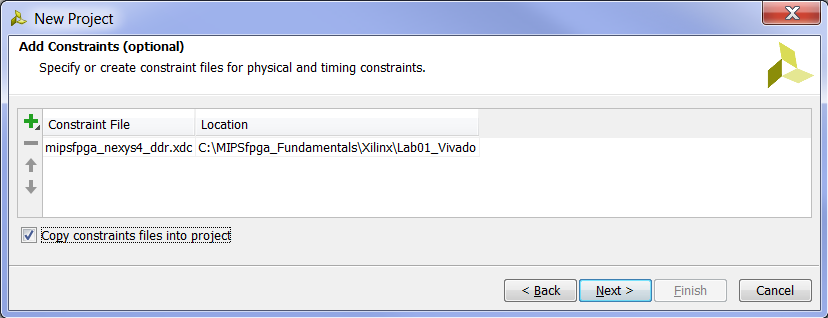 New Project
Add Constraints (optional)
Specify or create constraint files for physical and timing constraints.
Constraint File Location
mipsfpga_nexys4_ddr.xdc C:\MIPSfpga_Fundamentals\Xilinx\Lab01_Vivado
Copy constraints files into project
< Back Next > Finish Cancel